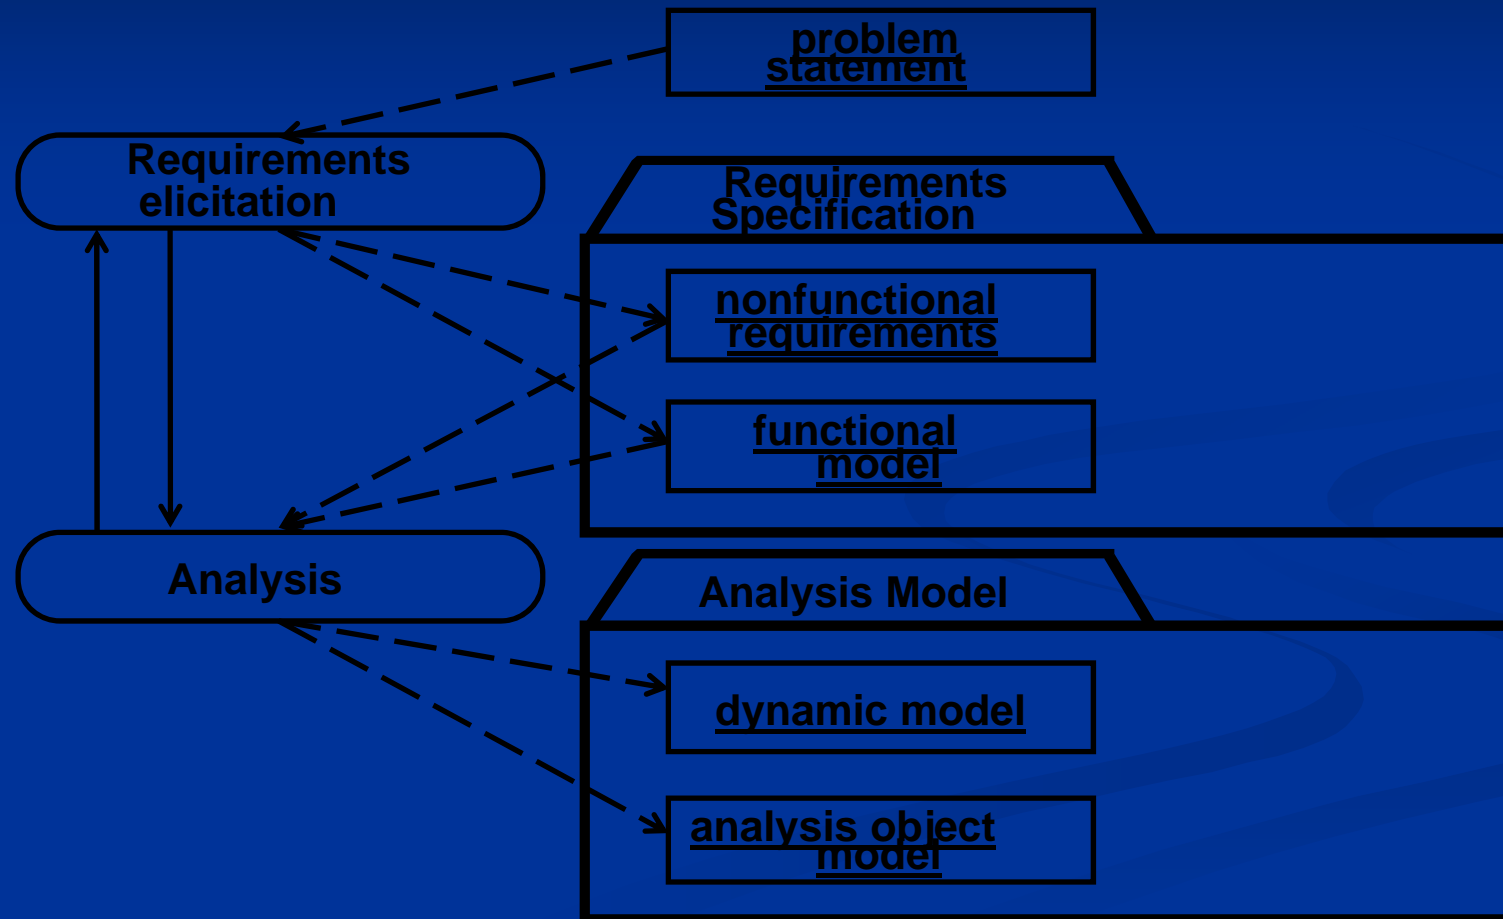 problem
statement
Requirements
elicitation
Requirements
Specification
nonfunctional
requirements
functional
model
Analysis
Analysis Model
dynamic model
analysis object
model